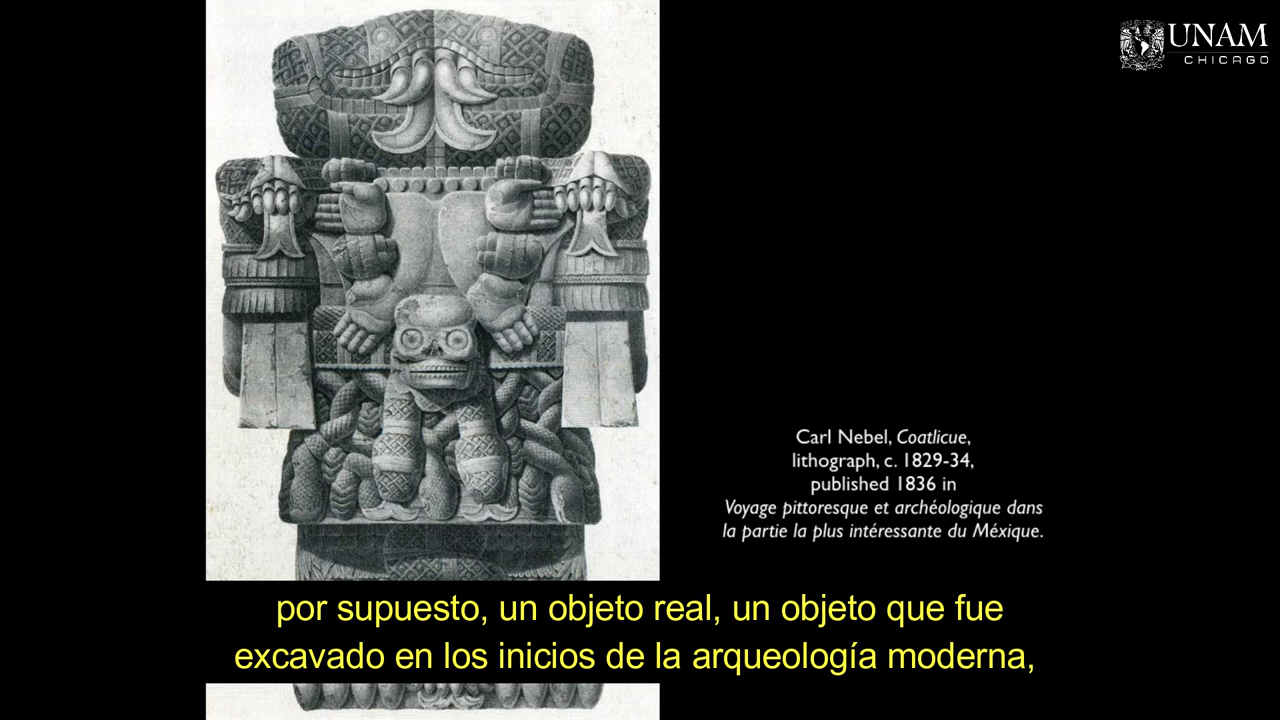 UNAM
CHICAGO
Carl Nebel, Coatlicue,
lithograph, c. 1829-34,
published 1836 in
Voyage pittoresque et archéologique dans
la partie la plus intéressante du Méxique.
por supuesto, un objeto real, un objeto que fue
excavado en los inicios de la arqueología moderna,